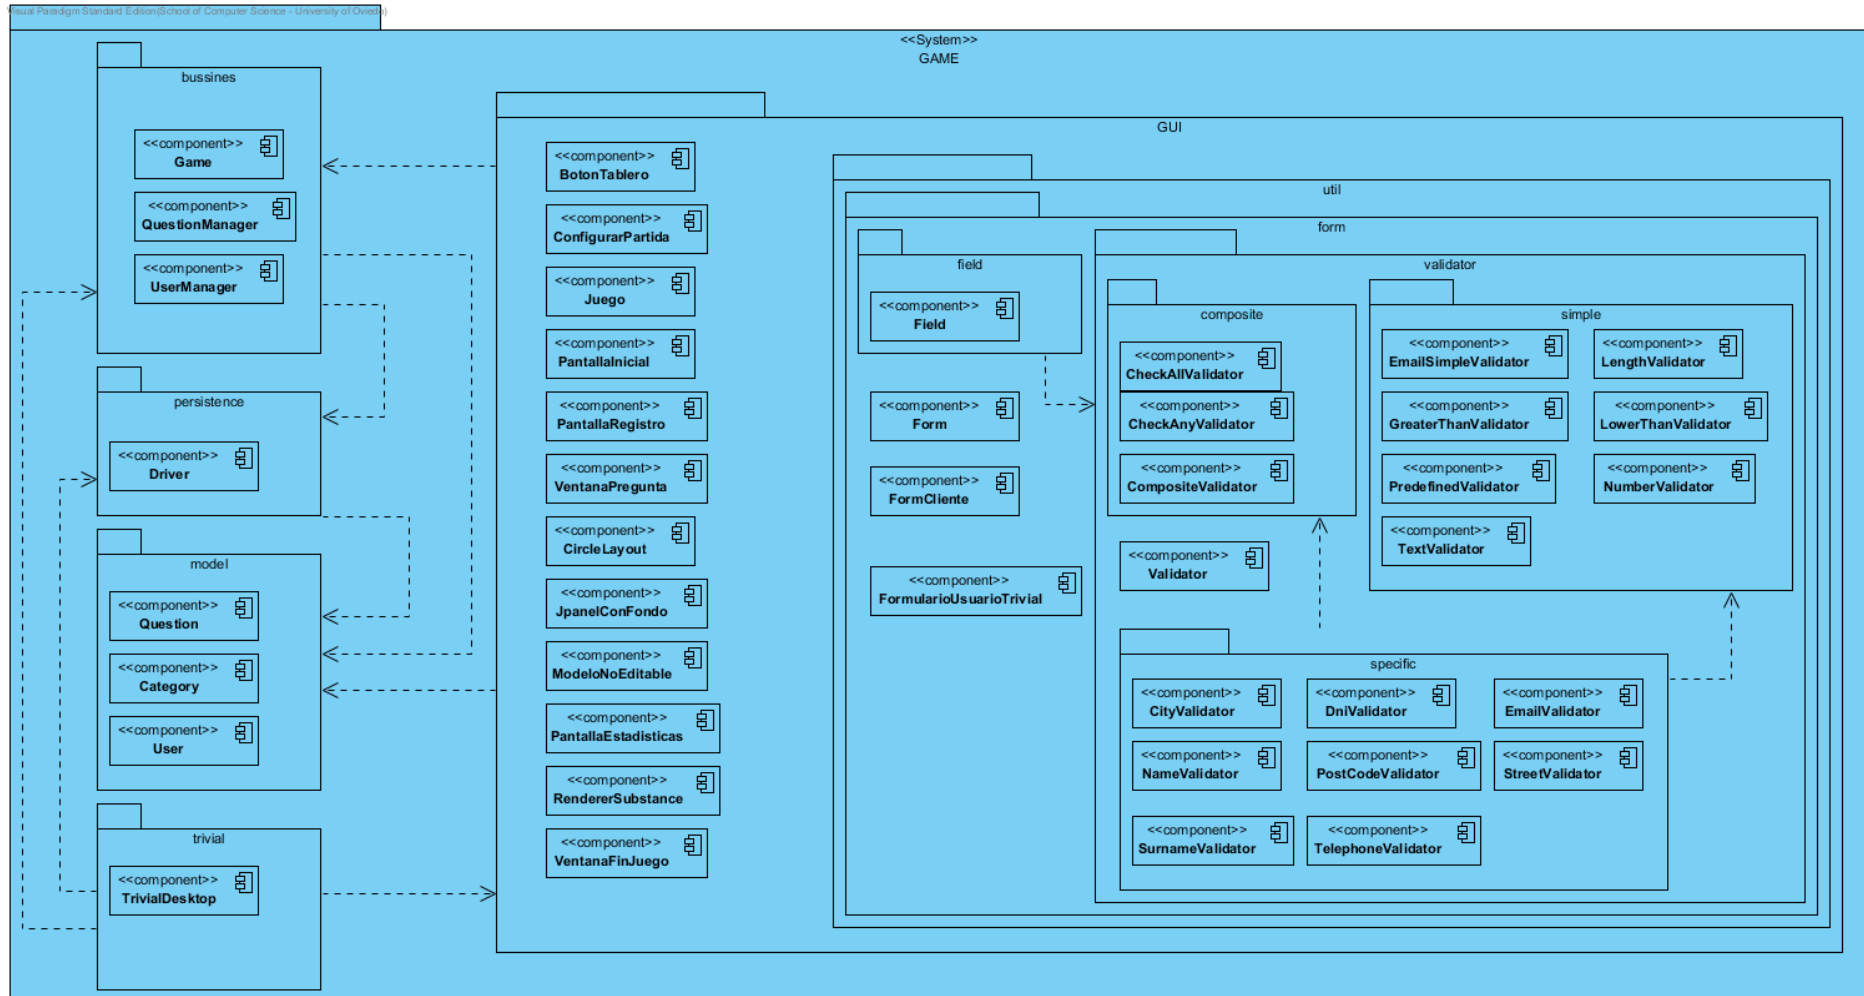 Visual Paradigm Standard Edition(School of Computer Science - University of Oviedo)
<<System>>
GAME
bussines
<<component>>
Game
<<component>>
QuestionManager
<<component>>
UserManager
persistence
<<component>>
Driver
model
<<component>>
Question
<<component>>
Category
<<component>>
User
trivial
<<component>>
TrivialDesktop
GUI
<<component>>
BotonTablero
<<component>>
ConfigurarPartida
<<component>>
Juego
<<component>>
PantallaInicial
<<component>>
PantallaRegistro
<<component>>
VentanaPregunta
<<component>>
CircleLayout
<<component>>
JpanelConFondo
<<component>>
ModeloNoEditable
<<component>>
PantallaEstadisticas
<<component>>
RendererSubstance
<<component>>
VentanaFinJuego
util
form
field
<<component>>
Field
<<component>>
Form
<<component>>
FormCliente
<<component>>
FormularioUsuarioTrivial
validator
composite
<<component>>
CheckAllValidator
<<component>>
CheckAnyValidator
<<component>>
CompositeValidator
<<component>>
Validator
simple
<<component>>
EmailSimpleValidator
<<component>>
LengthValidator
<<component>>
GreaterThanValidator
<<component>>
LowerThanValidator
<<component>>
PredefinedValidator
<<component>>
NumberValidator
<<component>>
TextValidator
specific
<<component>>
CityValidator
<<component>>
DniValidator
<<component>>
EmailValidator
<<component>>
NameValidator
<<component>>
PostCodeValidator
<<component>>
StreetValidator
<<component>>
SurnameValidator
<<component>>
TelephoneValidator